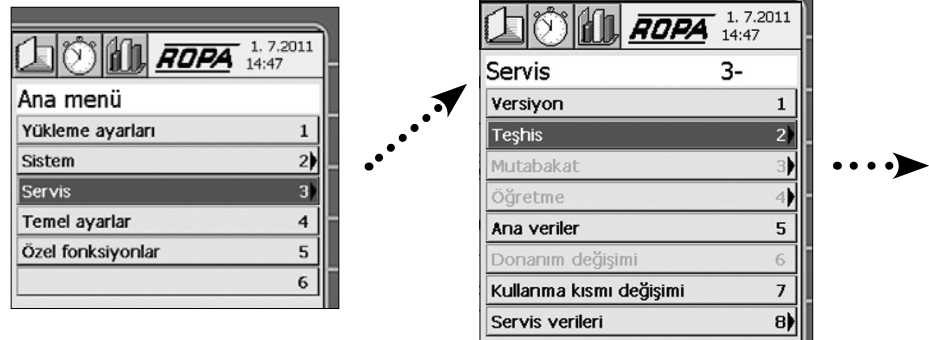 ROPA 1. 7.2011
14:47
Ana menü
Yükleme ayarları 1
Sistem 2
Servis 3
Temel ayarlar 4
Özel fonksiyonlar 5
6
ROPA 1. 7.2011
14:47
Servis 3-
Versiyon 1
Teşhis 2
Mutabakat 3
Öğretme 4
Ana veriler 5
Donanım değişimi 6
Kullanma kısmı değişimi 7
Servis verileri 8